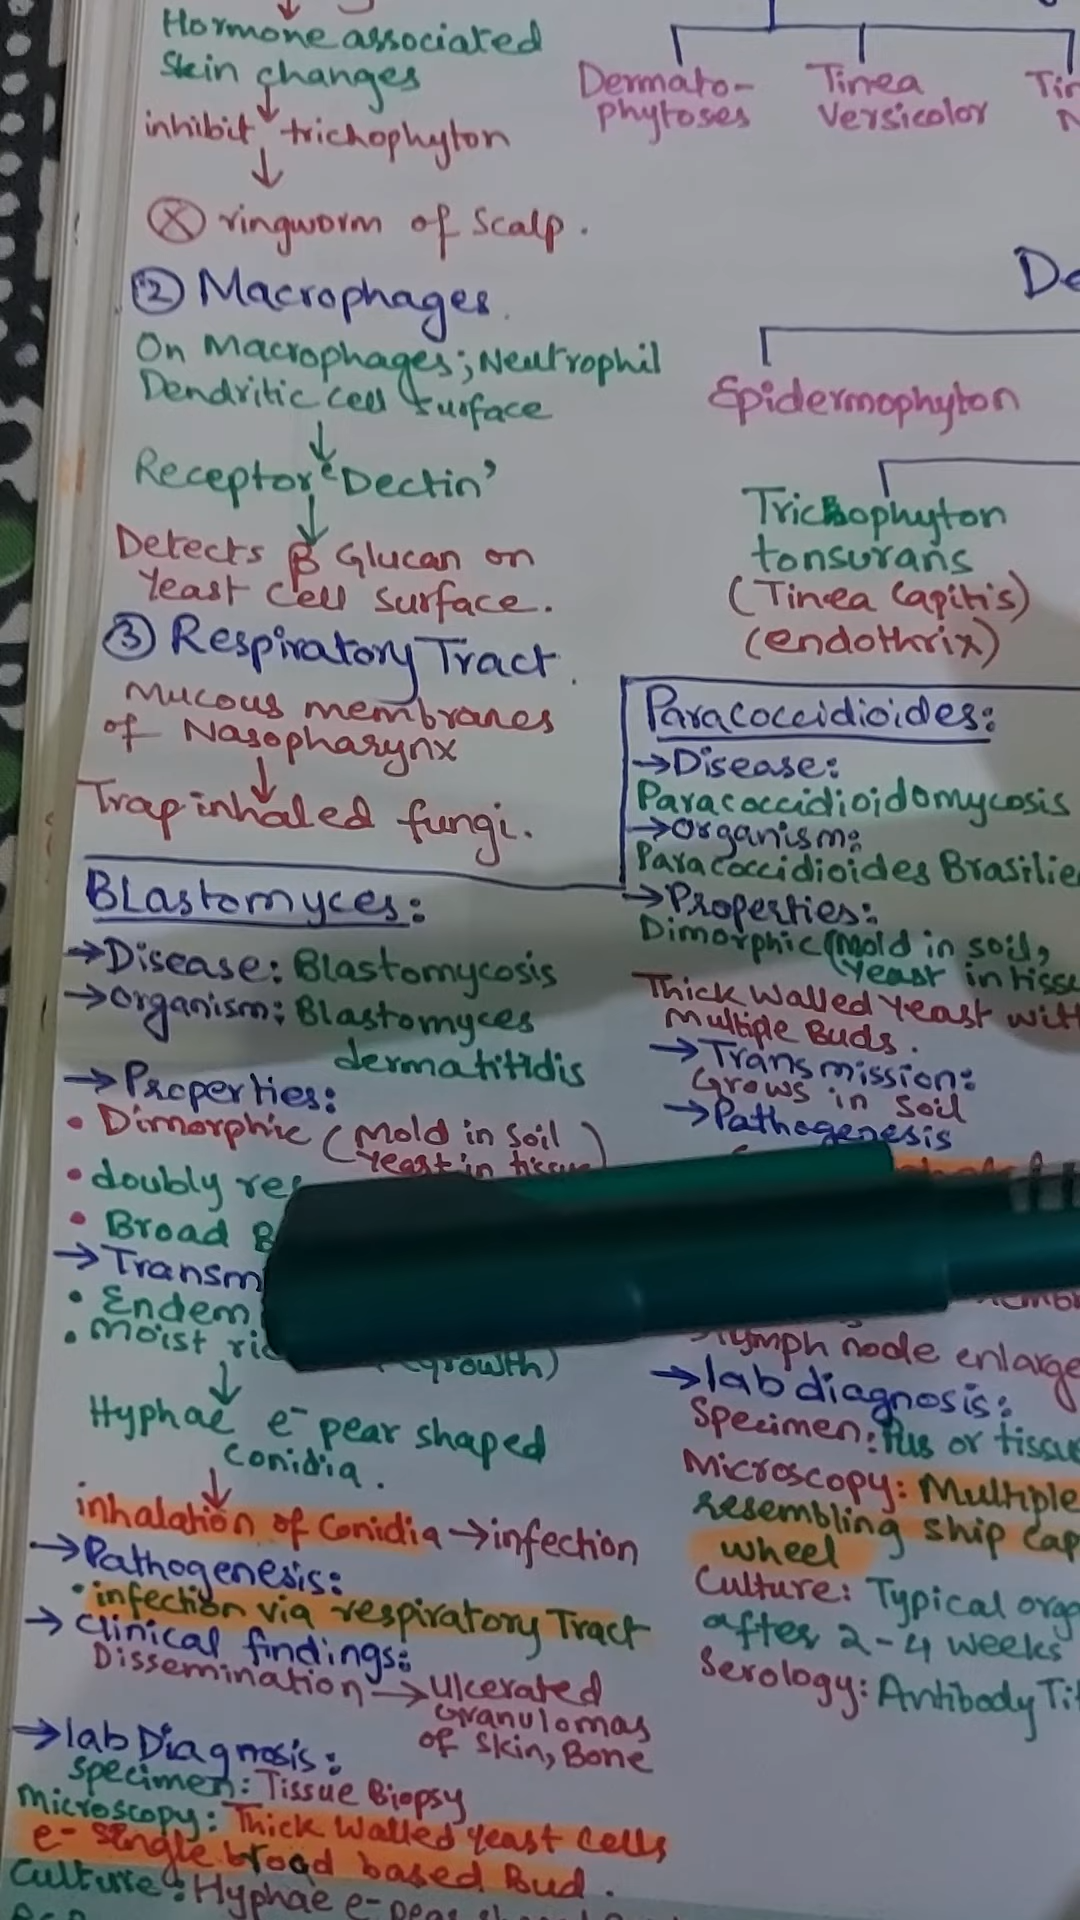 Hormone associated
Skin changes
inhibit trichophyton
ringworm of Scalp.
② Macrophages.
On Macrophages; Neutrophil
Dendritic cell surface
Receptor 'Dectin'
Detects β Glucan on
Yeast Cell Surface.
③ Respiratory Tract.
Mucous membranes
of Nasopharynx
Trap inhaled fungi.
Blastomyces:
→Disease: Blastomycosis
→Organism: Blastomyces
dermatitidis
→Properties:
• Dimorphic (Mold in Soil
Yeast in tissue)
• doubly
• Broad
→
•
• Moist growth)
Hyphae e- pear shaped
Conidia.
inhalation of Conidia →infection
→Pathogenesis:
• infection via respiratory Tract
→ Clinical findings:
Dissemination → Ulcerated
Granulomas
of Skin, Bone
→lab Diagnosis:
Specimen: Tissue Biopsy
Microscopy: Thick Walled yeast Cells
e- single broad based Bud.
Culture: Hyphae e-
Dermato-
phytoses
Tinea
Versicolor
Epidermophyton
Trichophyton
tonsurans
(Tinea Capitis)
(endothrix)
Paracoccidioides:
→Disease:
Paracoccidioidomycosis
→Organism:
Paracoccidioides
→Properties:
Dimorphic (Mold in soil,
Yeast in
Thick Walled Yeast
Multiple Buds.
→Transmission:
Grows in Soil
→Pathogenesis
lymph node
→lab diagnosis:
Specimen: Pus or
Microscopy: Multiple
resembling ship
wheel
Culture: Typical
after 2-4 weeks
Serology: Antibody